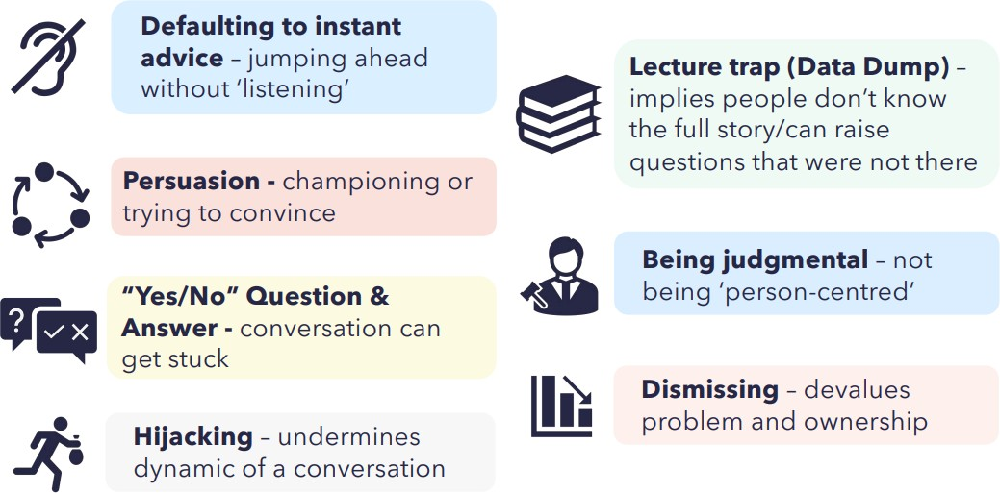 Defaulting to instant
advice – jumping ahead
without ‘listening’
Persuasion - championing or
trying to convince
“Yes/No” Question &
Answer - conversation can
get stuck
Hijacking – undermines
dynamic of a conversation
Lecture trap (Data Dump) –
implies people don’t know
the full story/can raise
questions that were not there
Being judgmental – not
being ‘person-centred’
Dismissing – devalues
problem and ownership